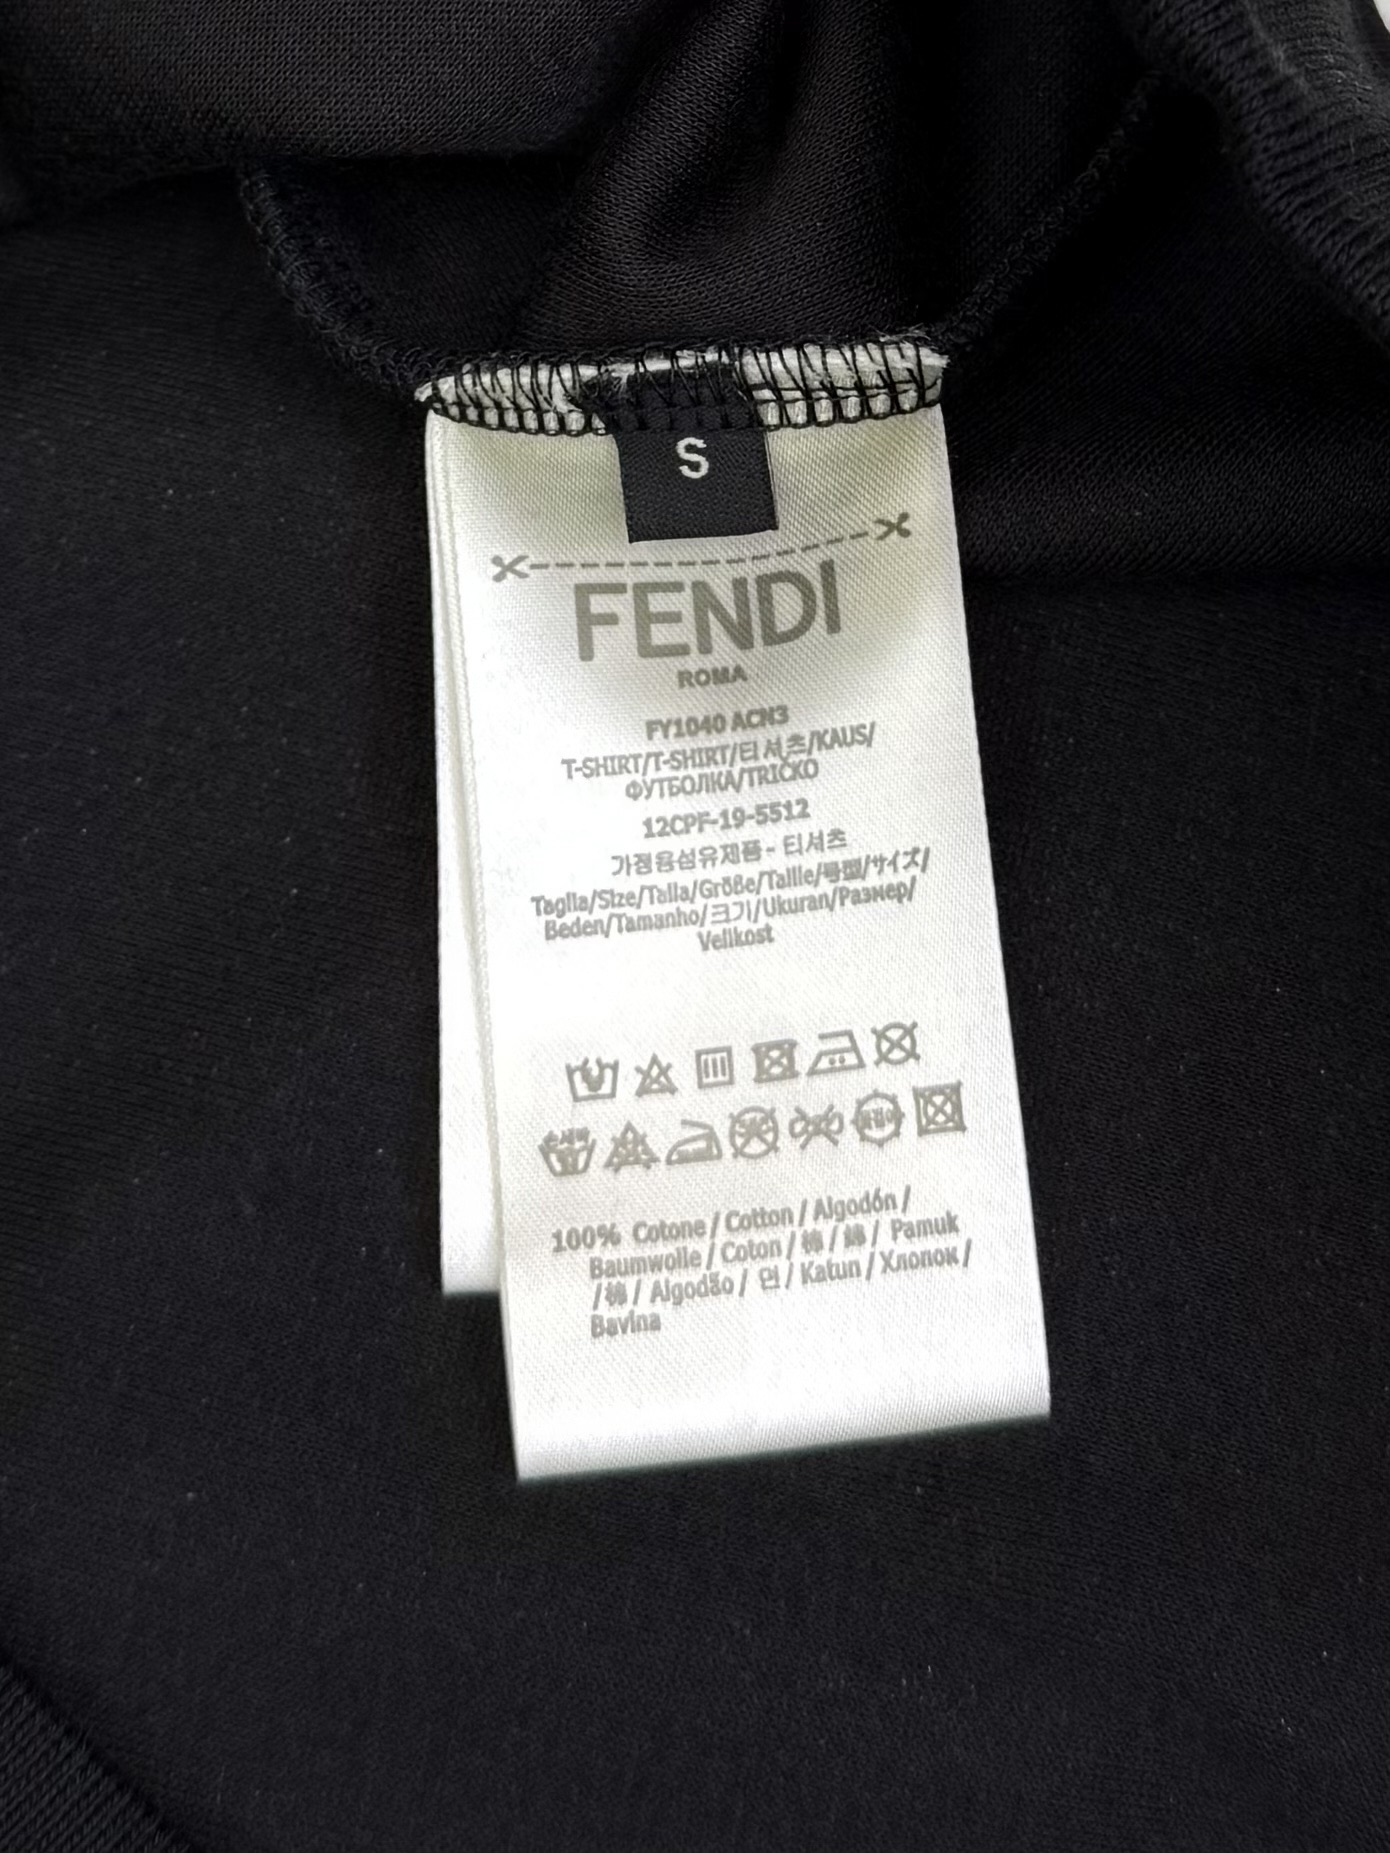 S
FENDI
ROMA
FY1040 ACN3
T-SHIRT/T-SHIRT/티셔츠/KAUS/
ФУТБОЛКА/TRIČKO
12CPF-19-5512
가정용섬유제품 - 티셔츠
Taglia/Size/Talla/Größe/Taille/号型/サイズ/
Beden/Tamanho/크기/Ukuran/Размер/
Velikost
100% Cotone / Cotton / Algodón /
Baumwolle / Coton / 棉 / 綿 / Pamuk
/ 棉 / Algodão / 면 / Katun / Хлопок /
Bavlna